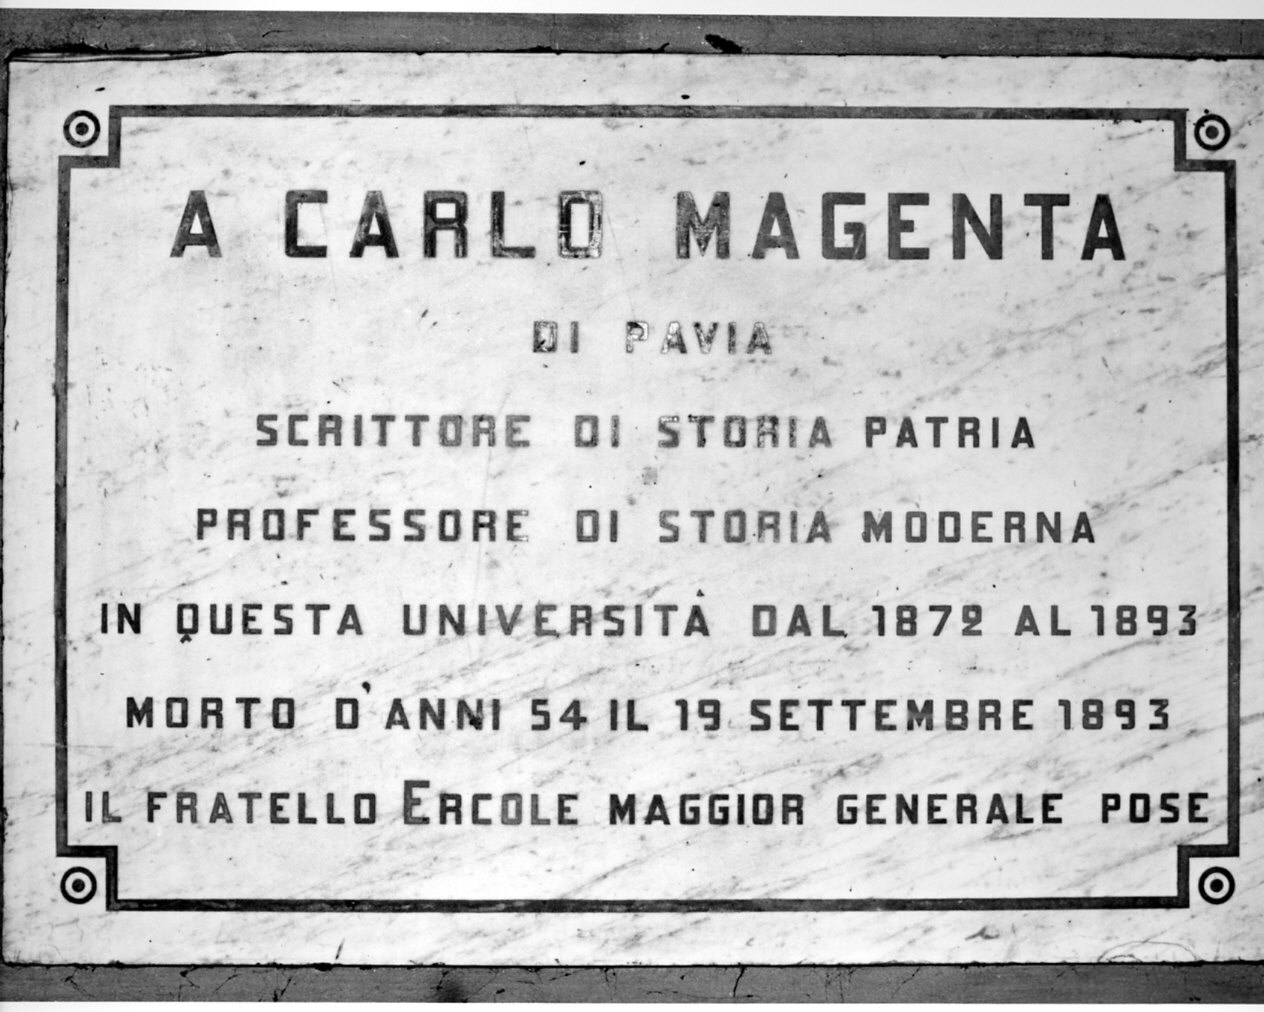 A CARLO MAGENTA
DI PAVIA
SCRITTORE DI STORIA PATRIA
PROFESSORE DI STORIA MODERNA
IN QUESTA UNIVERSITÀ DAL 1872 AL 1893
MORTO D'ANNI 54 IL 19 SETTEMBRE 1893
IL FRATELLO ERCOLE MAGGIOR GENERALE POSE